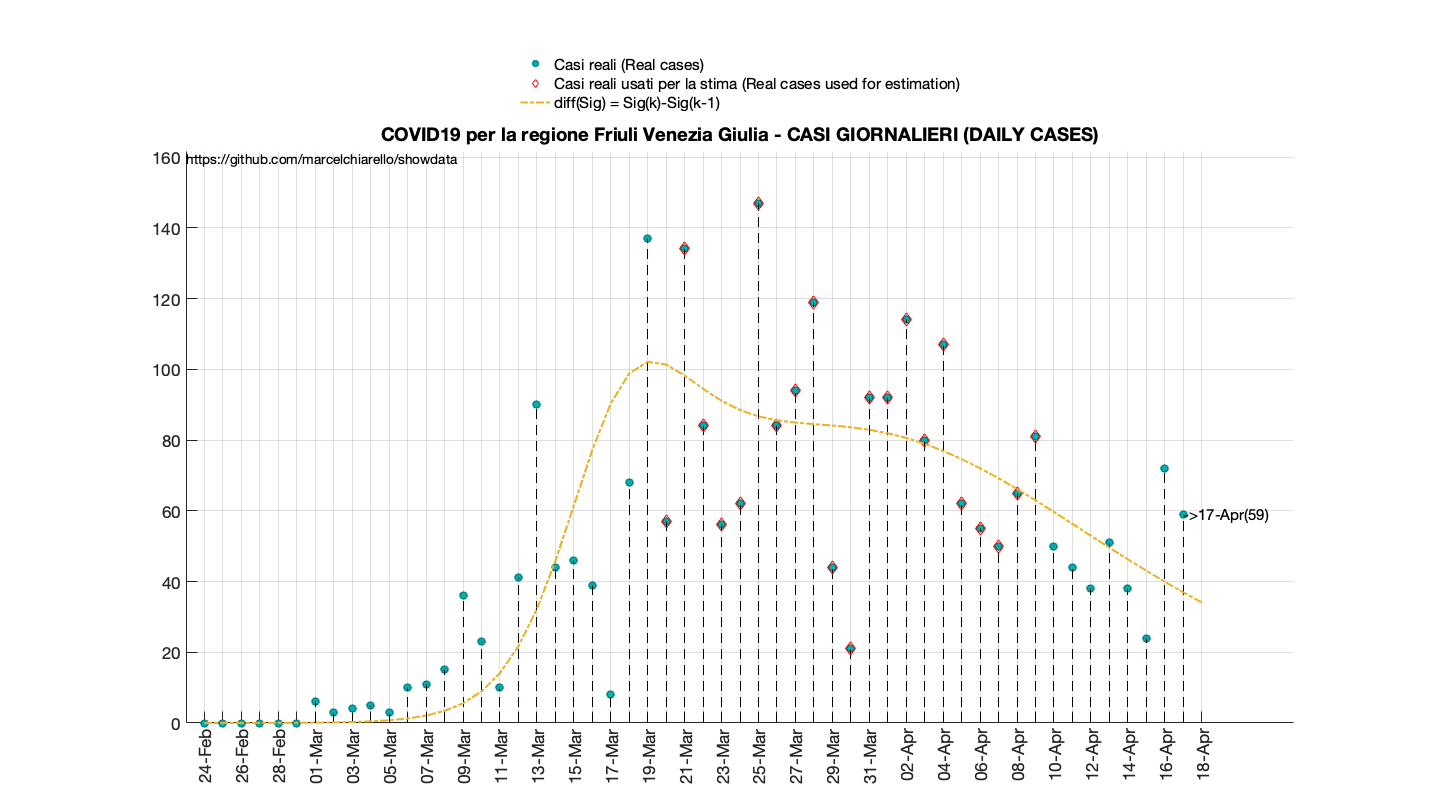 Casi reali (Real cases)
Casi reali usati per la stima (Real cases used for estimation)
diff(Sig) = Sig(k)-Sig(k-1)
COVID19 per la regione Friuli Venezia Giulia - CASI GIORNALIERI (DAILY CASES)
https://github.com/marcelchiarello/showdata
160
140
120
100
80
60
40
20
0
->17-Apr(59)
24-Feb
26-Feb
28-Feb
01-Mar
03-Mar
05-Mar
07-Mar
09-Mar
11-Mar
13-Mar
15-Mar
17-Mar
19-Mar
21-Mar
23-Mar
25-Mar
27-Mar
29-Mar
31-Mar
02-Apr
04-Apr
06-Apr
08-Apr
10-Apr
12-Apr
14-Apr
16-Apr
18-Apr